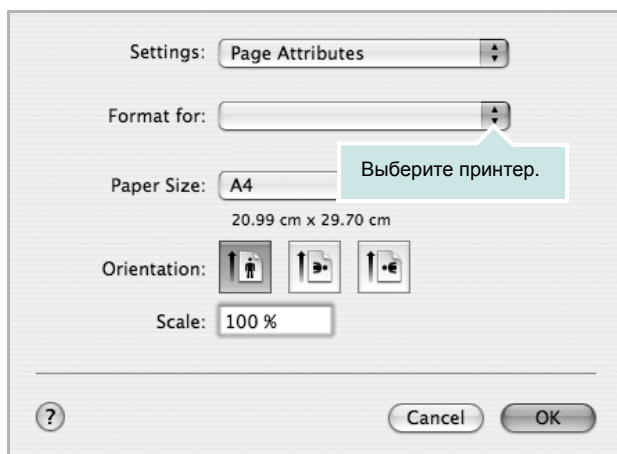 Settings: Page Attributes
Format for:
Выберите принтер.
Paper Size: A4
20.99 cm x 29.70 cm
Orientation:
Scale: 100 %
? Cancel OK